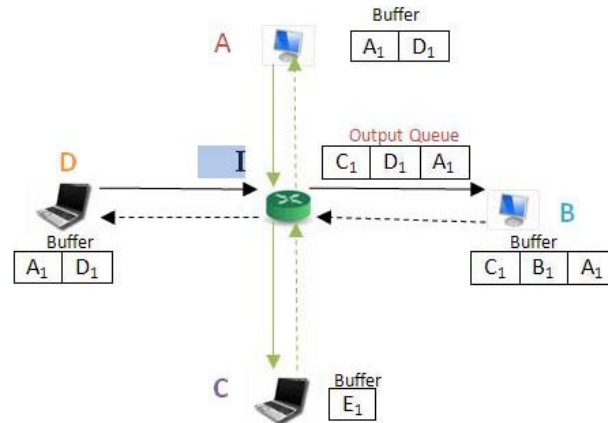 Buffer
A
A₁ D₁
Output Queue
D
I
C₁ D₁ A₁
B
Buffer
A₁ D₁
Buffer
C₁ B₁ A₁
C
Buffer
E₁